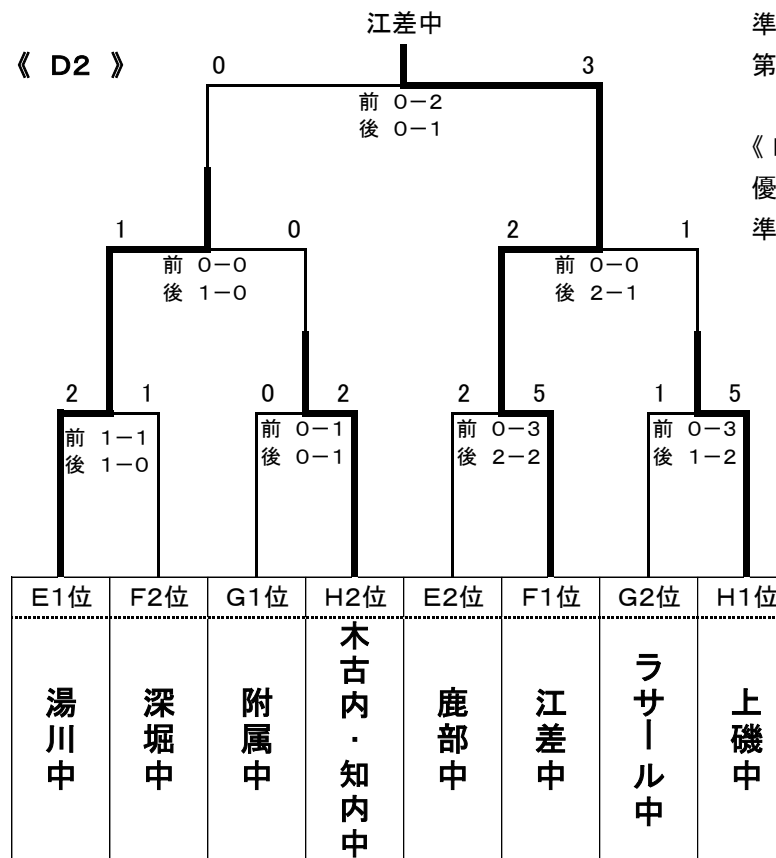 江差中
《 D2 》
0 3
前 0-2
後 0-1
準
第
《
優
準
1 0 2 1
前 0-0 前 0-0
後 1-0 後 2-1
2 1 0 2 2 5 1 5
前 1-1 前 0-1 前 0-3 前 0-3
後 1-0 後 0-1 後 2-2 後 1-2
E1位 F2位 G1位 H2位 E2位 F1位 G2位 H1位
湯川中
深堀中
附属中
木古内・知内中
鹿部中
江差中
ラサール中
上磯中